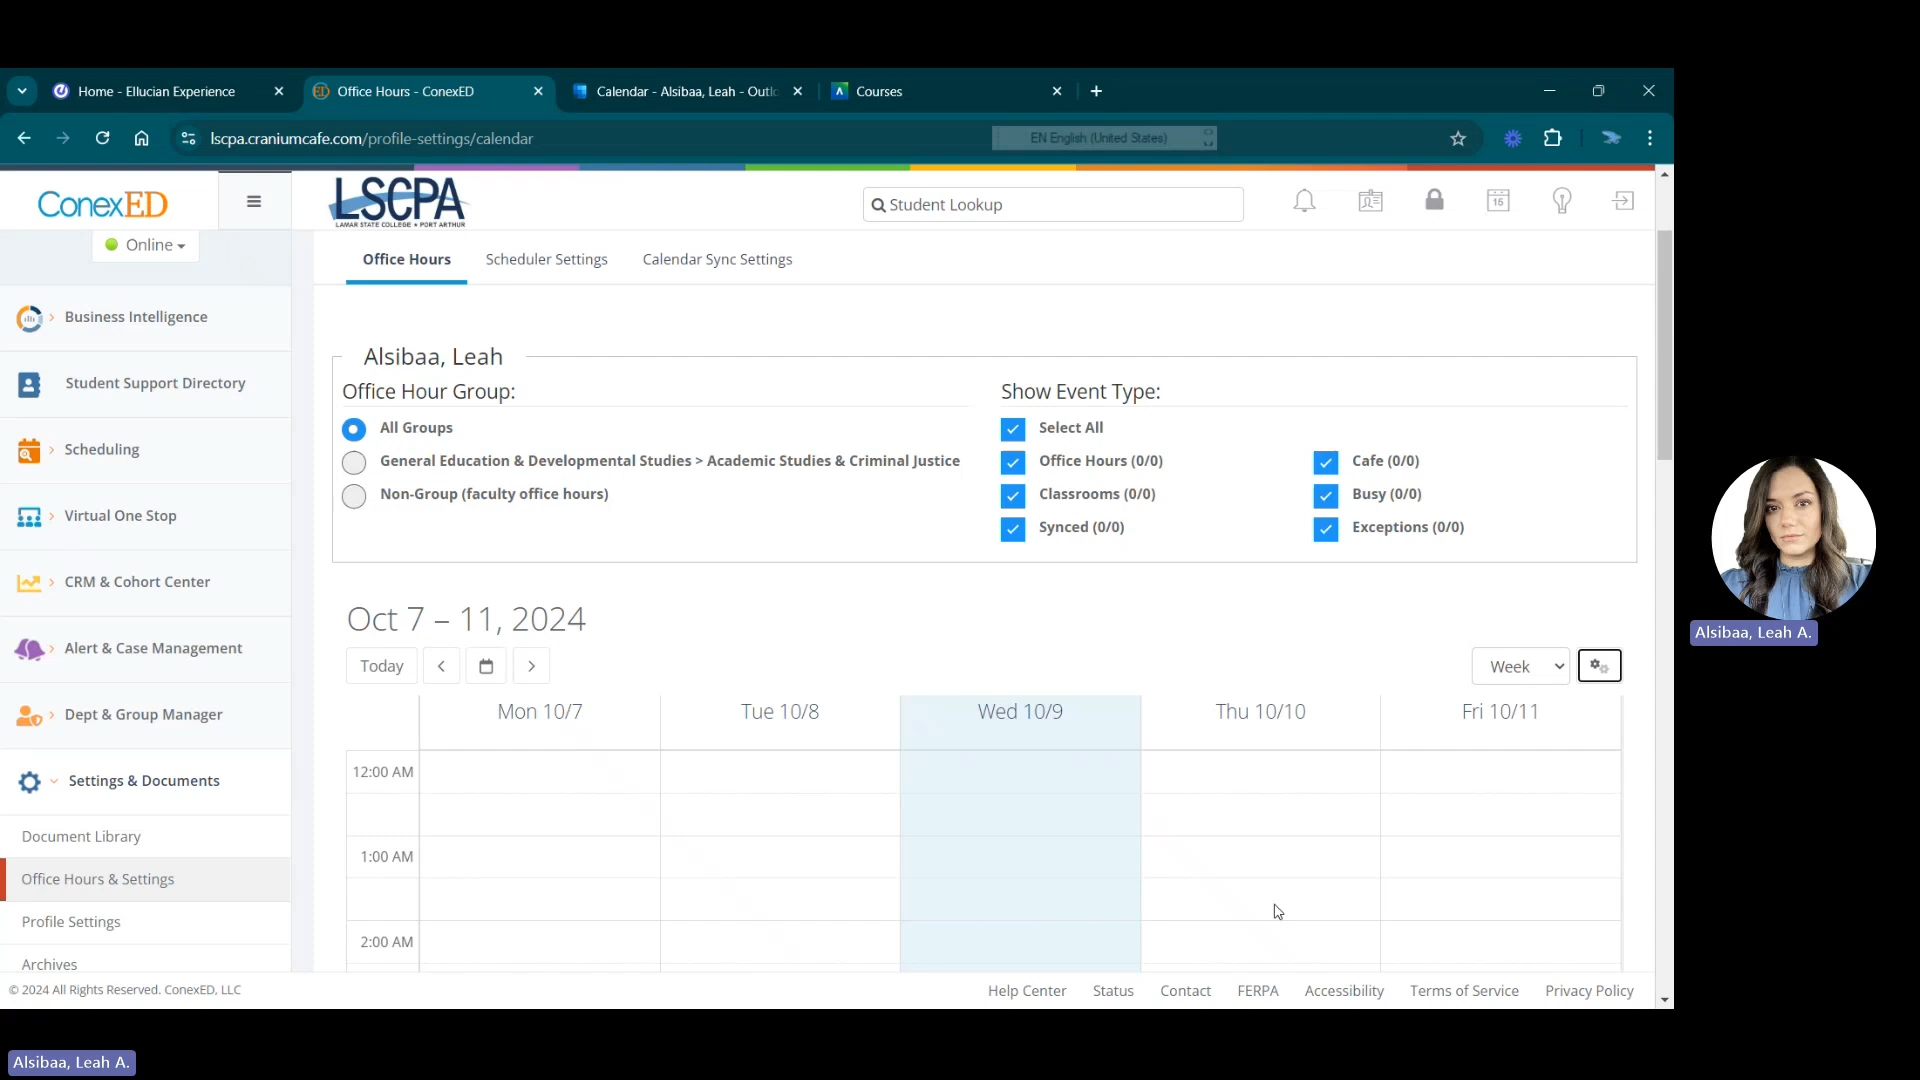 Home - Ellucian Experience
Office Hours - ConexED
Calendar - Alsibaa, Leah - Outlo
Courses
lscpa.craniumcafe.com/profile-settings/calendar
EN English (United States)
ConexED
LSCPA
LAMAR STATE COLLEGE • PORT ARTHUR
Student Lookup
15
Online
Office Hours
Scheduler Settings
Calendar Sync Settings
Business Intelligence
Student Support Directory
Scheduling
Virtual One Stop
CRM & Cohort Center
Alert & Case Management
Dept & Group Manager
Settings & Documents
Document Library
Office Hours & Settings
Profile Settings
Archives
Alsibaa, Leah
Office Hour Group:
All Groups
General Education & Developmental Studies > Academic Studies & Criminal Justice
Non-Group (faculty office hours)
Show Event Type:
Select All
Office Hours (0/0)
Cafe (0/0)
Classrooms (0/0)
Busy (0/0)
Synced (0/0)
Exceptions (0/0)
Oct 7 – 11, 2024
Today
Week
Mon 10/7
Tue 10/8
Wed 10/9
Thu 10/10
Fri 10/11
12:00 AM
1:00 AM
2:00 AM
© 2024 All Rights Reserved. ConexED, LLC
Help Center
Status
Contact
FERPA
Accessibility
Terms of Service
Privacy Policy
Alsibaa, Leah A.
Alsibaa, Leah A.